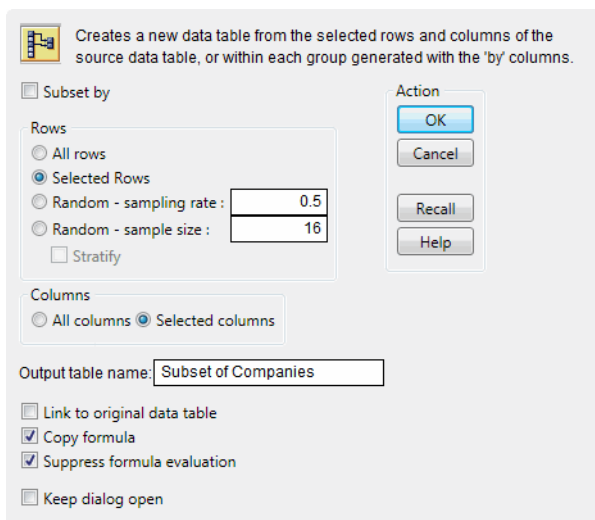 Creates a new data table from the selected rows and columns of the
source data table, or within each group generated with the 'by' columns.
Subset by
Action
OK
Cancel
Recall
Help
Rows
All rows
Selected Rows
Random - sampling rate : 0.5
Random - sample size : 16
Stratify
Columns
All columns Selected columns
Output table name: Subset of Companies
Link to original data table
Copy formula
Suppress formula evaluation
Keep dialog open